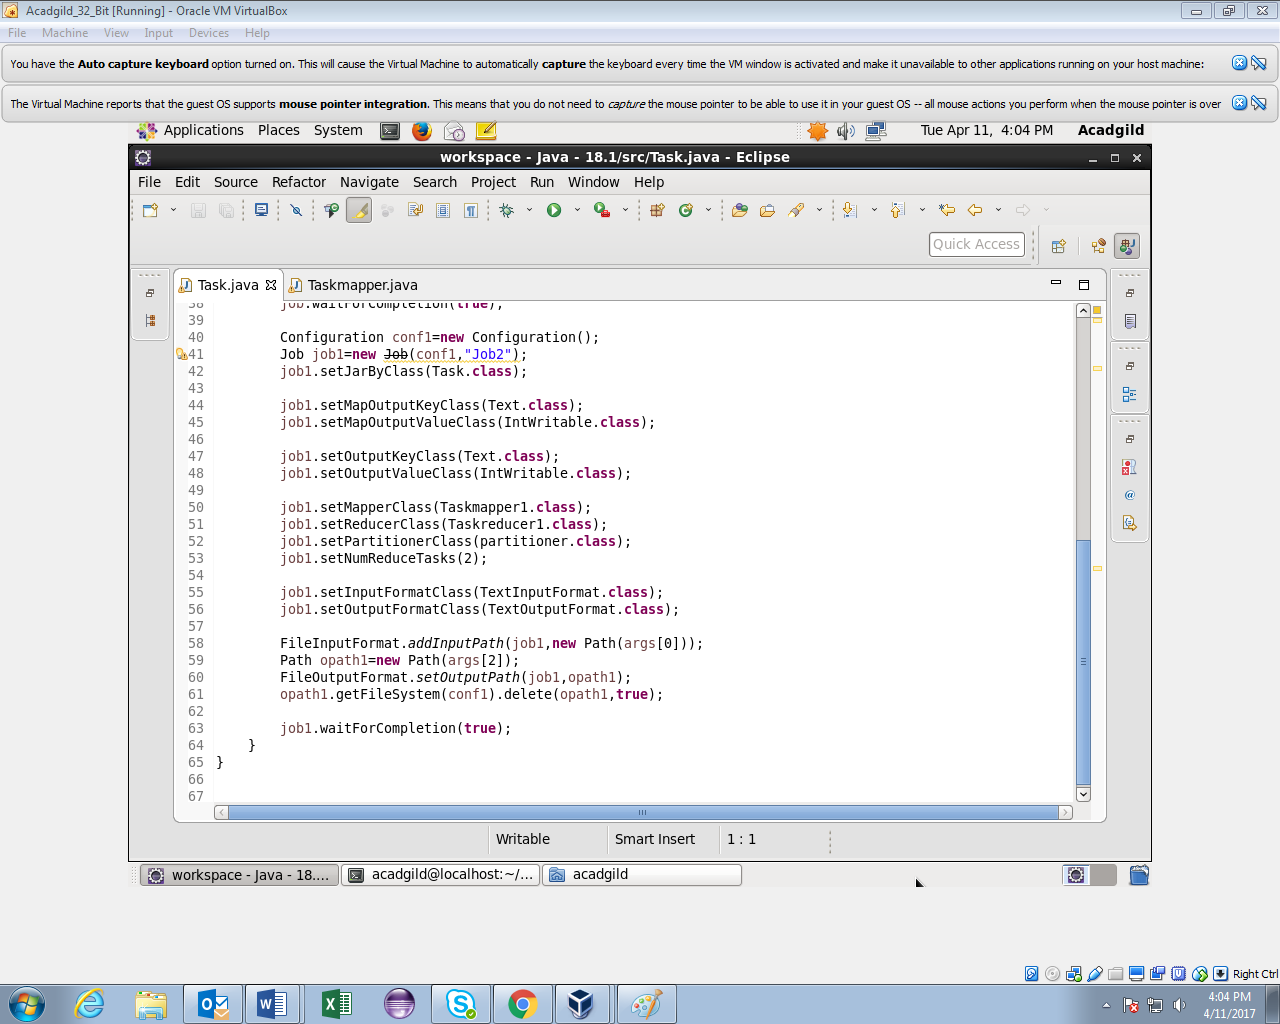 Acadgild_32_Bit [Running] - Oracle VM VirtualBox
File Machine View Input Devices Help
You have the Auto capture keyboard option turned on. This will cause the Virtual Machine to automatically capture the keyboard every time the VM window is activated and make it unavailable to other applications running on your host machine:
The Virtual Machine reports that the guest OS supports mouse pointer integration. This means that you do not need to capture the mouse pointer to be able to use it in your guest OS -- all mouse actions you perform when the mouse pointer is over
Applications Places System Tue Apr 11, 4:04 PM Acadgild
workspace - Java - 18.1/src/Task.java - Eclipse
File Edit Source Refactor Navigate Search Project Run Window Help
Quick Access
Task.java Taskmapper.java
38 job.waitForCompletion(true);
39
40 Configuration conf1=new Configuration();
41 Job job1=new Job(conf1,"Job2");
42 job1.setJarByClass(Task.class);
43
44 job1.setMapOutputKeyClass(Text.class);
45 job1.setMapOutputValueClass(IntWritable.class);
46
47 job1.setOutputKeyClass(Text.class);
48 job1.setOutputValueClass(IntWritable.class);
49
50 job1.setMapperClass(Taskmapper1.class);
51 job1.setReducerClass(Taskreducer1.class);
52 job1.setPartitionerClass(partitioner.class);
53 job1.setNumReduceTasks(2);
54
55 job1.setInputFormatClass(TextInputFormat.class);
56 job1.setOutputFormatClass(TextOutputFormat.class);
57
58 FileInputFormat.addInputPath(job1,new Path(args[0]));
59 Path opath1=new Path(args[2]);
60 FileOutputFormat.setOutputPath(job1,opath1);
61 opath1.getFileSystem(conf1).delete(opath1,true);
62
63 job1.waitForCompletion(true);
64 }
65 }
66
67
Writable Smart Insert 1 : 1
workspace - Java - 18.... acadgild@localhost:~/... acadgild
Right Ctrl
4:04 PM
4/11/2017